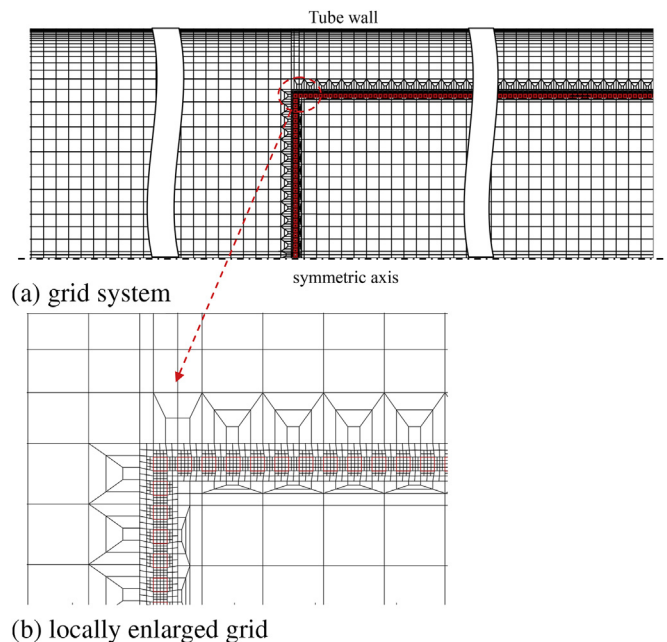 Tube wall
symmetric axis
(a) grid system
(b) locally enlarged grid